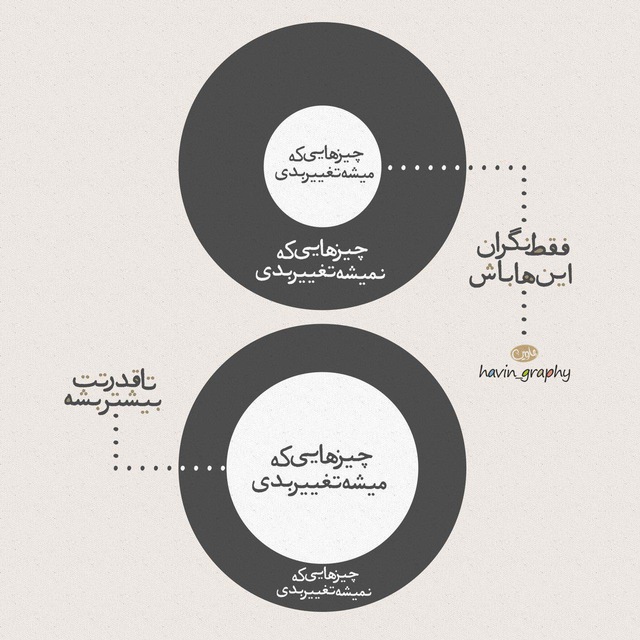 چیزهایی که
میشه تغییر بدی
چیزهایی که
نمیشه تغییر بدی
فقط نگران
این ها باش
havin_graphy
تا قدرتت
بیشتر بشه
چیزهایی که
میشه تغییر بدی
چیزهایی که
نمیشه تغییر بدی